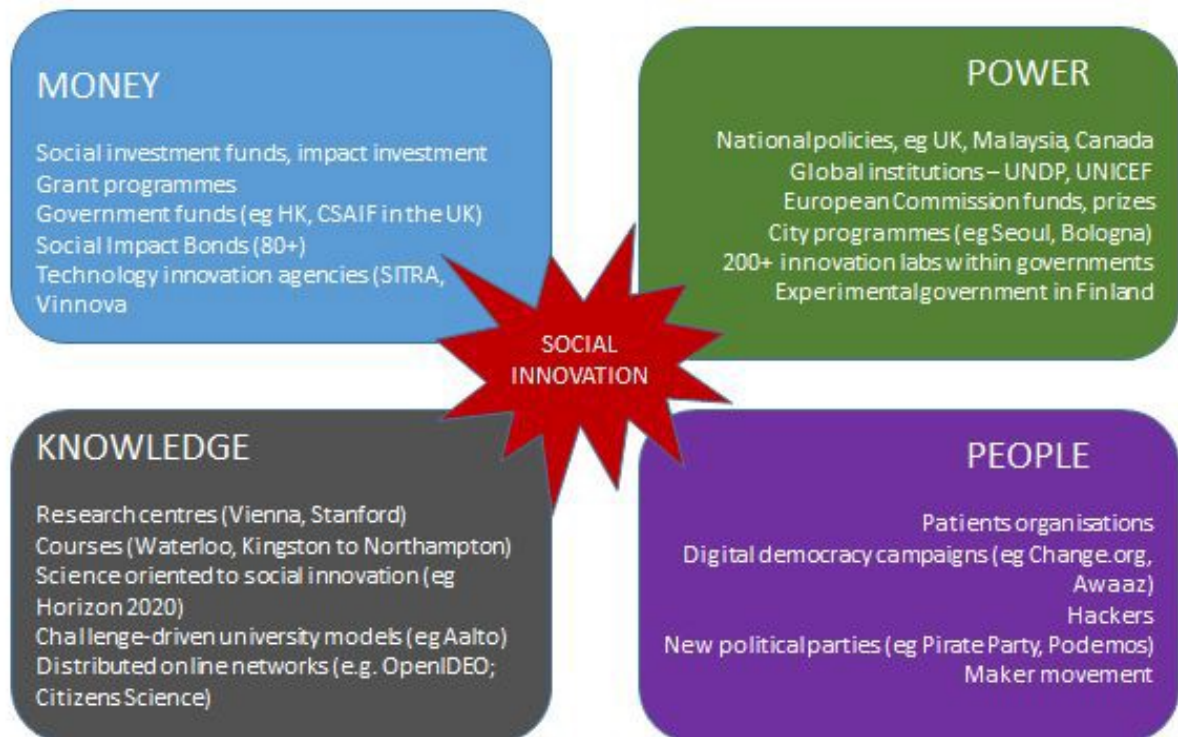 MONEY
Social investment funds, impact investment
Grant programmes
Government funds (eg HK, CSAIF in the UK)
Social Impact Bonds (80+)
Technology innovation agencies (SITRA,
Vinnova
POWER
National policies, eg UK, Malaysia, Canada
Global institutions – UNDP, UNICEF
European Commission funds, prizes
City programmes (eg Seoul, Bologna)
200+ innovation labs within governments
Experimental government in Finland
SOCIAL
INNOVATION
KNOWLEDGE
Research centres (Vienna, Stanford)
Courses (Waterloo, Kingston to Northampton)
Science oriented to social innovation (eg
Horizon 2020)
Challenge-driven university models (eg Aalto)
Distributed on line networks (e.g. OpenIDEO;
Citizens Science)
PEOPLE
Patients organisations
Digital democracy campaigns (eg Change.org,
Awaaz)
Hackers
New political parties (eg Pirate Party, Podemos)
Maker movement